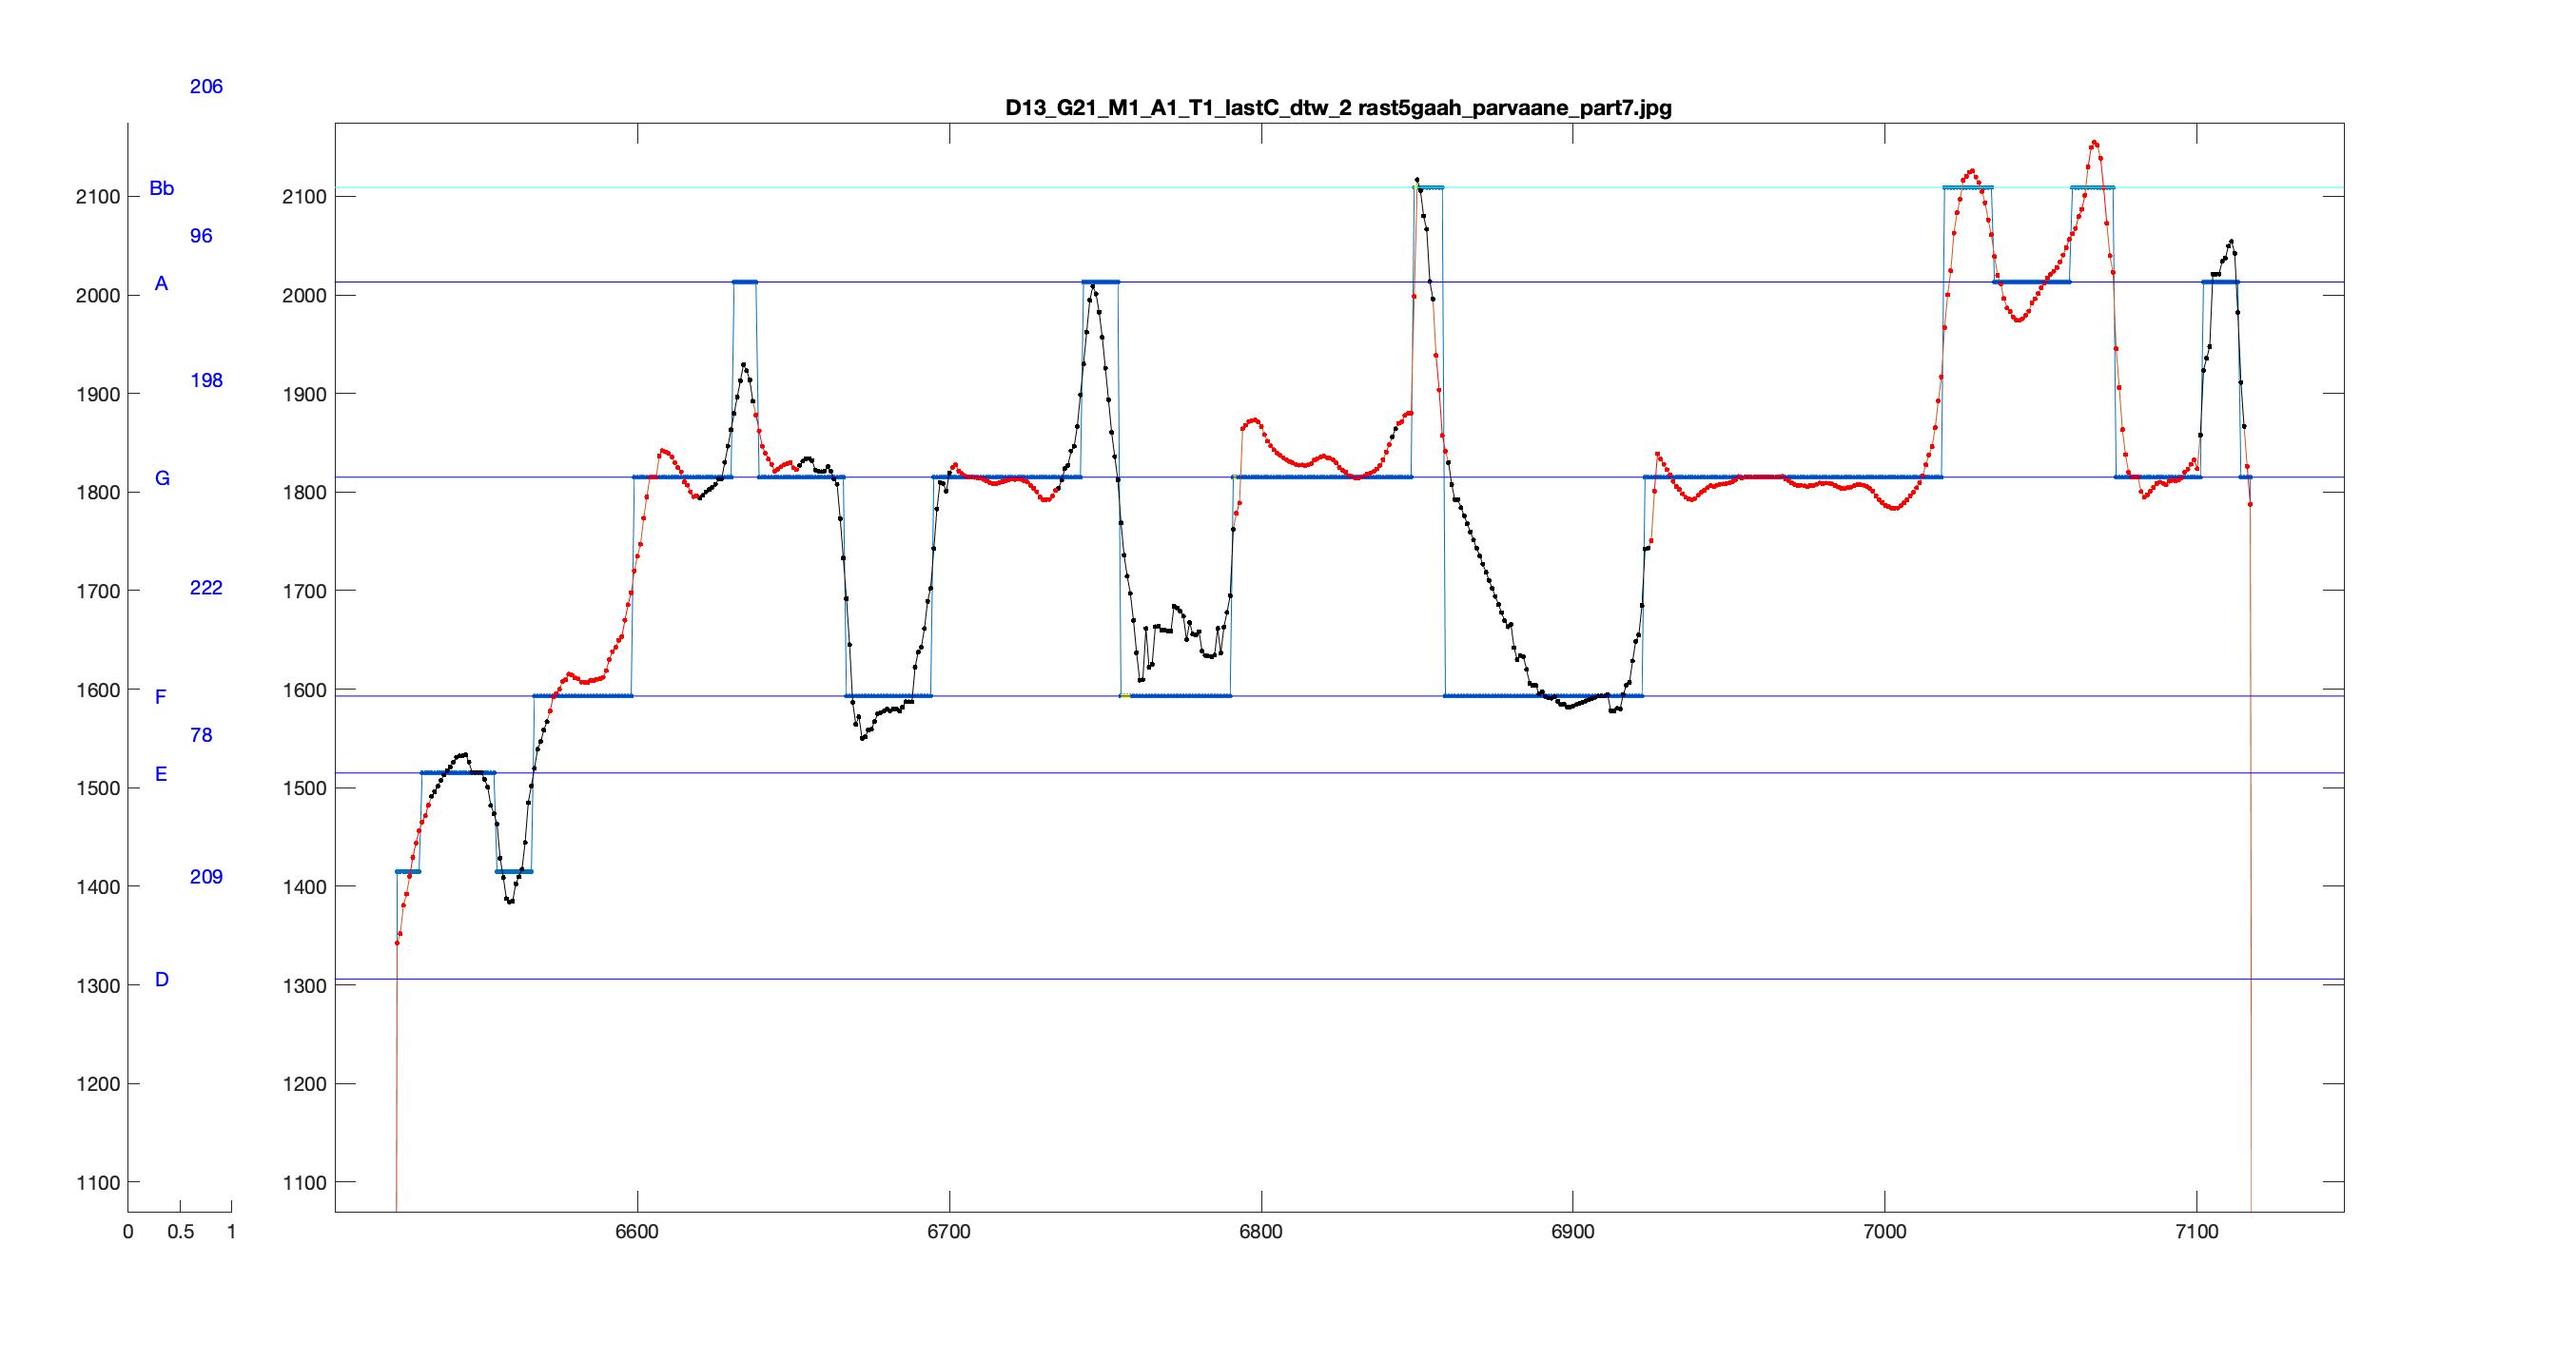 206
D13_G21_M1_A1_T1_lastC_dtw_2 rast5gaah_parvaane_part7.jpg
2100 Bb 2100
96
2000 A 2000
1900 198 1900
1800 G 1800
1700 222 1700
1600 F 1600
78
1500 E 1500
1400 209 1400
1300 D 1300
1200 1200
1100 1100
0 0.5 1 6600 6700 6800 6900 7000 7100